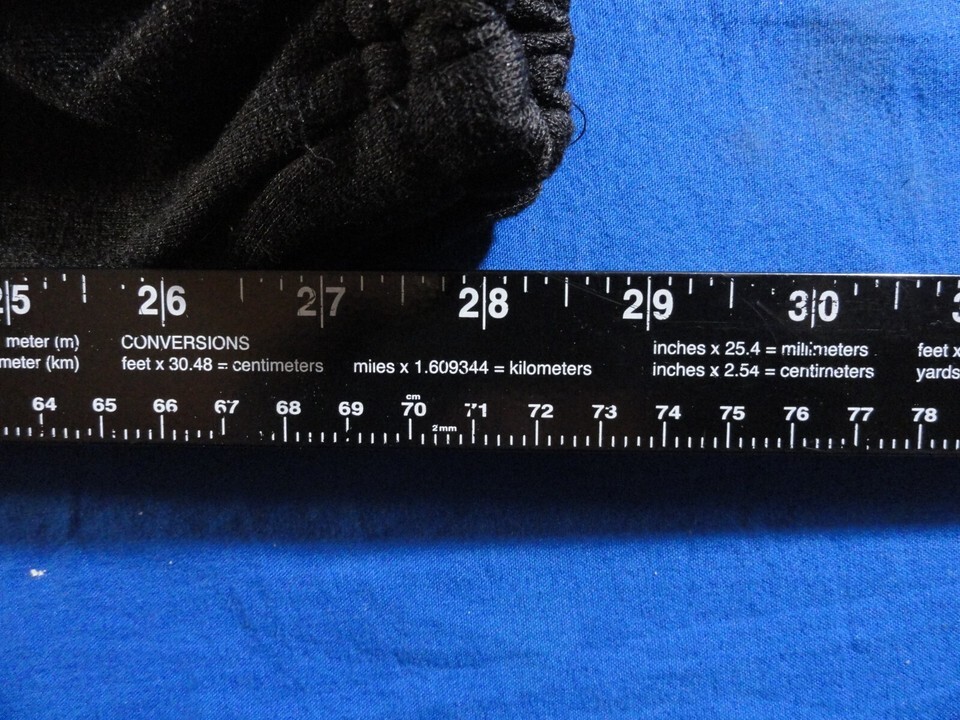 25 26 27 28 29 30 3
meter (m) CONVERSIONS inches x 25.4 = millimeters feet x
meter (km) feet x 30.48 = centimeters miles x 1.609344 = kilometers inches x 2.54 = centimeters yards
cm
64 65 66 67 68 69 70 71 72 73 74 75 76 77 78
2mm